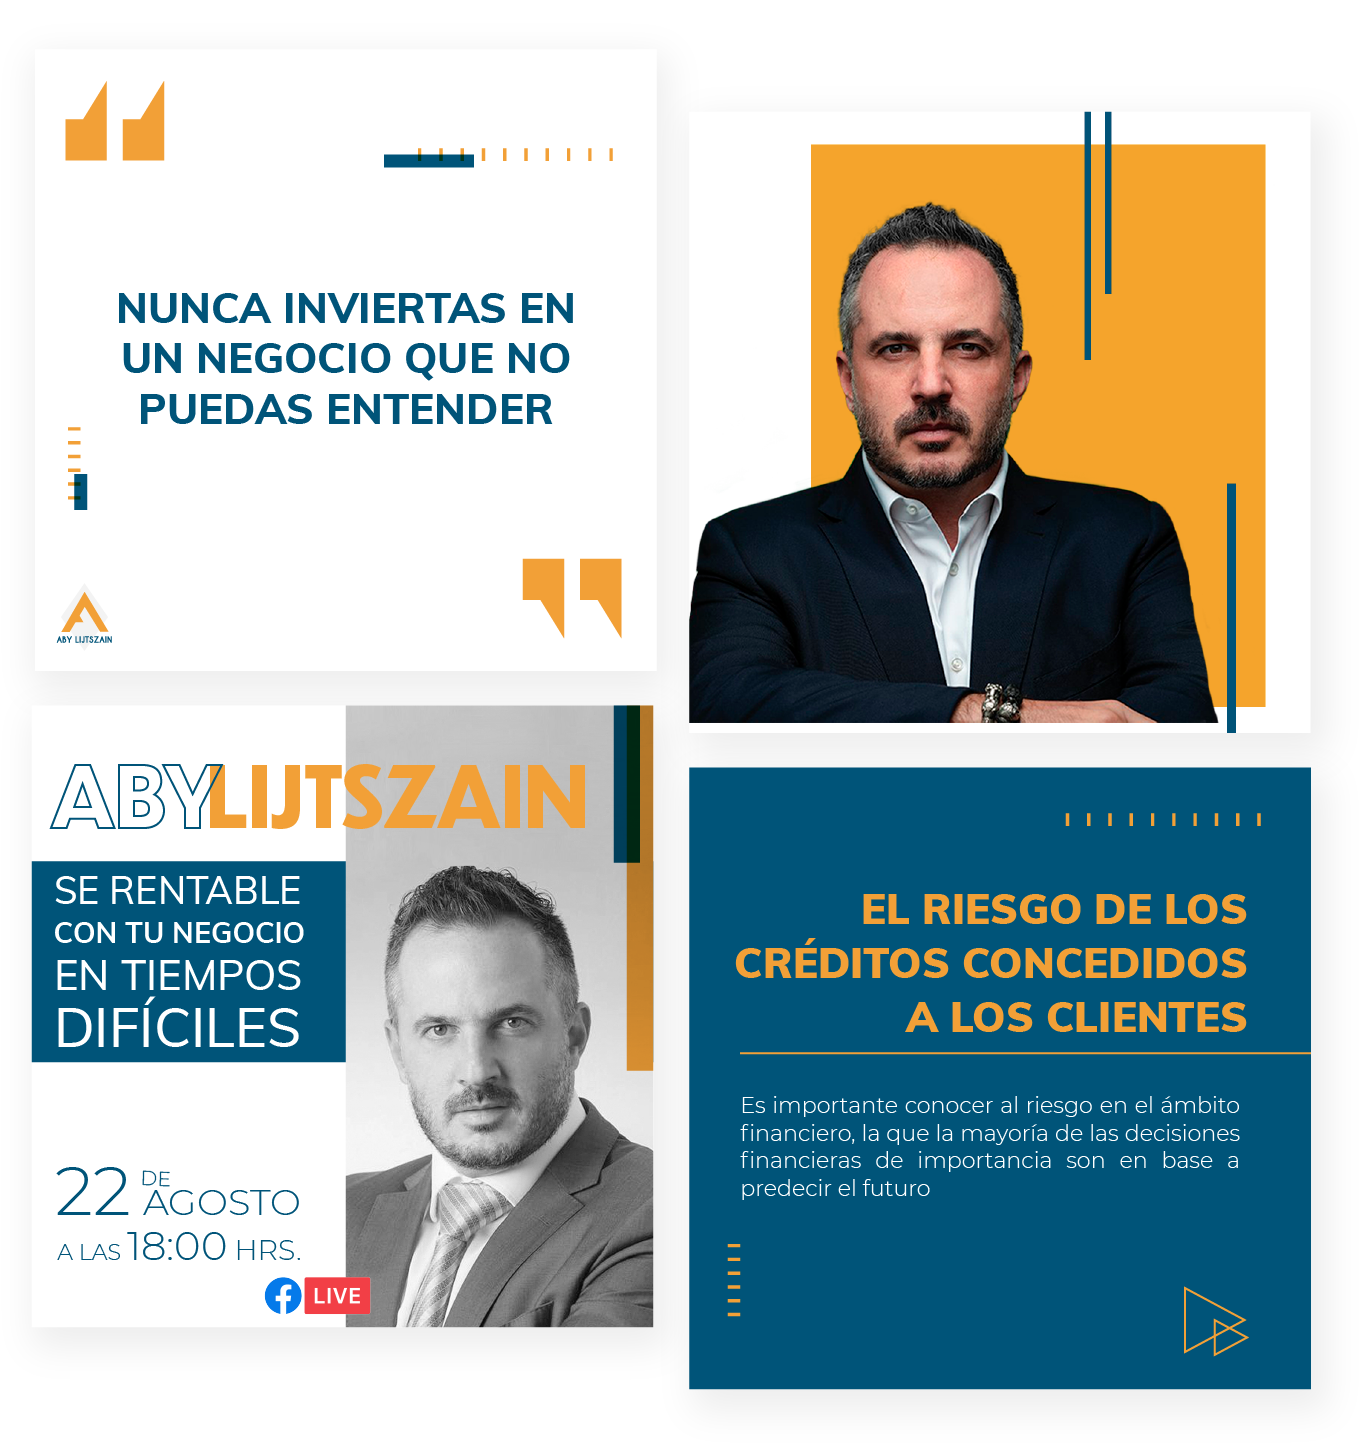 NUNCA INVIERTAS EN
UN NEGOCIO QUE NO
PUEDAS ENTENDER
ABY LIJTSZAIN
ABYLIJTSZAIN
SE RENTABLE
CON TU NEGOCIO
EN TIEMPOS
DIFÍCILES
22 DE AGOSTO
A LAS 18:00 HRS.
LIVE
EL RIESGO DE LOS
CRÉDITOS CONCEDIDOS
A LOS CLIENTES
Es importante conocer al riesgo en el ámbito
financiero, la que la mayoría de las decisiones
financieras de importancia son en base a
predecir el futuro